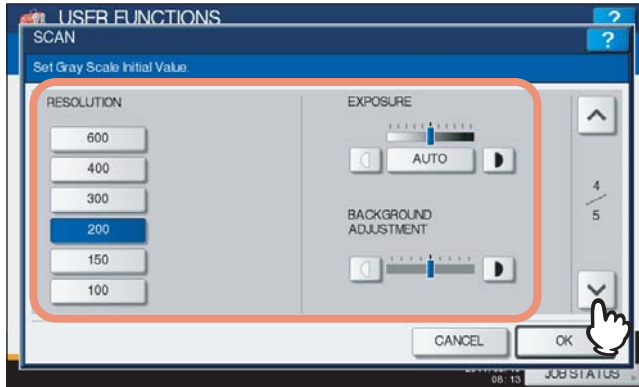 USER FUNCTIONS
?
SCAN
?
Set Gray Scale Initial Value.
RESOLUTION
600
400
300
200
150
100
EXPOSURE
AUTO
BACKGROUND
ADJUSTMENT
4
5
CANCEL
OK
06:13
JOB STATUS